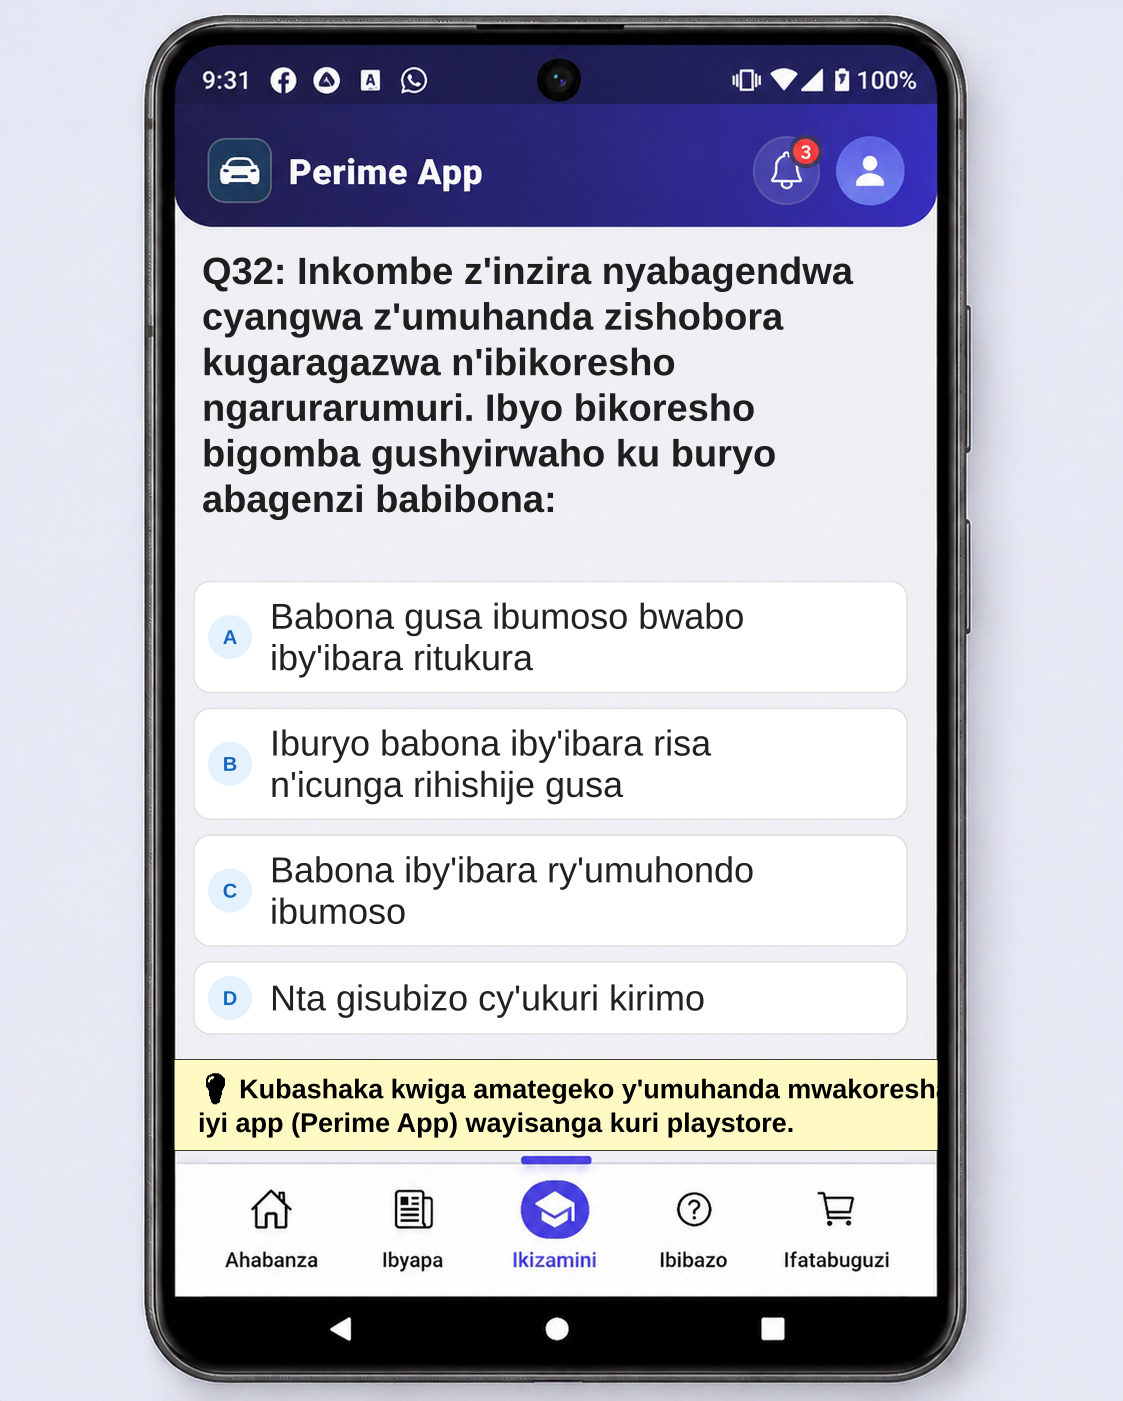 9:31
100%
Perime App
3
Q32: Inkombe z'inzira nyabagendwa
cyangwa z'umuhanda zishobora
kugaragazwa n'ibikoresho
ngarurarumuri. Ibyo bikoresho
bigomba gushyirwaho ku buryo
abagenzi babibona:
A
Babona gusa ibumoso bwabo
iby'ibara ritukura
B
Iburyo babona iby'ibara risa
n'icunga rihishije gusa
C
Babona iby'ibara ry'umuhondo
ibumoso
D
Nta gisubizo cy'ukuri kirimo
Kubashaka kwiga amategeko y'umuhanda mwakoresha
iyi app (Perime App) wayisanga kuri playstore.
Ahabanza
Ibyapa
Ikizamini
Ibibazo
Ifatabuguzi